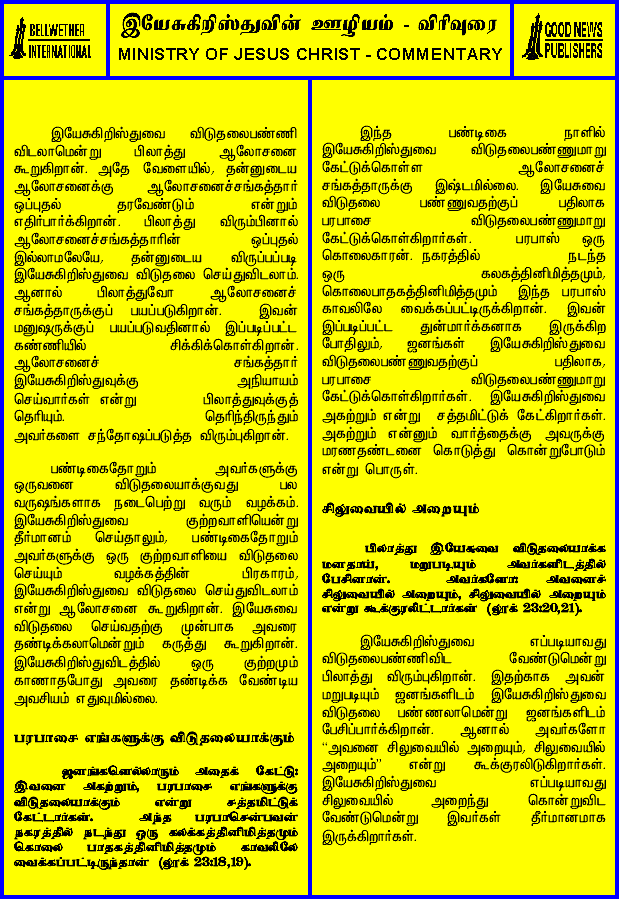 BELLWETHER
INTERNATIONAL
இயேசுகிறிஸ்துவின் ஊழியம் - விரிவுரை
MINISTRY OF JESUS CHRIST - COMMENTARY
GOOD NEWS
PUBLISHERS
இயேசுகிறிஸ்துவை விடுதலைபண்ணி
விடலாமென்று பிலாத்து ஆலோசனை
கூறுகிறான். அதே வேளையில், தன்னுடைய
ஆலோசனைக்கு ஆலோசனைச்சங்கத்தார்
ஒப்புதல் தரவேண்டும் என்றும்
எதிர்பார்க்கிறான். பிலாத்து விரும்பினால்
ஆலோசனைச்சங்கத்தாரின் ஒப்புதல்
இல்லாமலேயே, தன்னுடைய விருப்பப்படி
இயேசுகிறிஸ்துவை விடுதலை செய்துவிடலாம்.
ஆனால் பிலாத்துவோ ஆலோசனைச்
சங்கத்தாருக்குப் பயப்படுகிறான். இவன்
மனுஷருக்குப் பயப்படுவதினால் இப்படிப்பட்ட
கண்ணியில் சிக்கிக்கொள்கிறான்.
ஆலோசனைச் சங்கத்தார்
இயேசுகிறிஸ்துவுக்கு அநியாயம்
செய்வார்கள் என்று பிலாத்துவுக்குத்
தெரியும். தெரிந்திருந்தும்
அவர்களை சந்தோஷப்படுத்த விரும்புகிறான்.
பண்டிகைதோறும் அவர்களுக்கு
ஒருவனை விடுதலையாக்குவது பல
வருஷங்களாக நடைபெற்று வரும் வழக்கம்.
இயேசுகிறிஸ்துவை குற்றவாளியென்று
தீர்மானம் செய்தாலும், பண்டிகைதோறும்
அவர்களுக்கு ஒரு குற்றவாளியை விடுதலை
செய்யும் வழக்கத்தின் பிரகாரம்,
இயேசுகிறிஸ்துவை விடுதலை செய்துவிடலாம்
என்று ஆலோசனை கூறுகிறான். இயேசுவை
விடுதலை செய்வதற்கு முன்பாக அவரை
தண்டிக்கலாமென்றும் கருத்து கூறுகிறான்.
இயேசுகிறிஸ்துவிடத்தில் ஒரு குற்றமும்
காணாதபோது அவரை தண்டிக்க வேண்டிய
அவசியம் எதுவுமில்லை.
பரபாசை எங்களுக்கு விடுதலையாக்கும்
ஜனங்களெல்லாரும் அதைக் கேட்டு:
இவனை அகற்றும், பரபாசை எங்களுக்கு
விடுதலையாக்கும் என்று சத்தமிட்டுக்
கேட்டார்கள். அந்த பரபாசென்பவன்
நகரத்தில் நடந்து ஒரு கலக்கத்தினிமித்தமும்
கொலை பாதகத்தினிமித்தமும் காவலிலே
வைக்கப்பட்டிருந்தான் (லூக் 23:18,19).
இந்த பண்டிகை நாளில்
இயேசுகிறிஸ்துவை விடுதலைபண்ணுமாறு
கேட்டுக்கொள்ள ஆலோசனைச்
சங்கத்தாருக்கு இஷ்டமில்லை. இயேசுவை
விடுதலை பண்ணுவதற்குப் பதிலாக
பரபாசை விடுதலைபண்ணுமாறு
கேட்டுக்கொள்கிறார்கள். பரபாஸ் ஒரு
கொலைகாரன். நகரத்தில் நடந்த
ஒரு கலகத்தினிமித்தமும்,
கொலைபாதகத்தினிமித்தமும் இந்த பரபாஸ்
காவலிலே வைக்கப்பட்டிருக்கிறான். இவன்
இப்படிப்பட்ட துன்மார்க்கனாக இருக்கிற
போதிலும், ஜனங்கள் இயேசுகிறிஸ்துவை
விடுதலைபண்ணுவதற்குப் பதிலாக,
பரபாசை விடுதலைபண்ணுமாறு
கேட்டுக்கொள்கிறார்கள். இயேசுகிறிஸ்துவை
அகற்றும் என்று சத்தமிட்டுக் கேட்கிறார்கள்.
அகற்றும் என்னும் வார்த்தைக்கு அவருக்கு
மரணதண்டனை கொடுத்து கொன்றுபோடும்
என்று பொருள்.
சிலுவையில் அறையும்
பிலாத்து இயேசுவை விடுதலையாக்க
மனதாய், மறுபடியும் அவர்களிடத்தில்
பேசினான். அவர்களோ: அவனைச்
சிலுவையில் அறையும், சிலுவையில் அறையும்
என்று கூக்குரலிட்டார்கள் (லூக் 23:20,21).
இயேசுகிறிஸ்துவை எப்படியாவது
விடுதலைபண்ணிவிட வேண்டுமென்று
பிலாத்து விரும்புகிறான். இதற்காக அவன்
மறுபடியும் ஜனங்களிடம் இயேசுகிறிஸ்துவை
விடுதலை பண்ணலாமென்று ஜனங்களிடம்
பேசிப்பார்க்கிறான். ஆனால் அவர்களோ
“அவனை சிலுவையில் அறையும், சிலுவையில்
அறையும்” என்று கூக்குரலிடுகிறார்கள்.
இயேசுகிறிஸ்துவை எப்படியாவது
சிலுவையில் அறைந்து கொன்றுவிட
வேண்டுமென்று இவர்கள் தீர்மானமாக
இருக்கிறார்கள்.